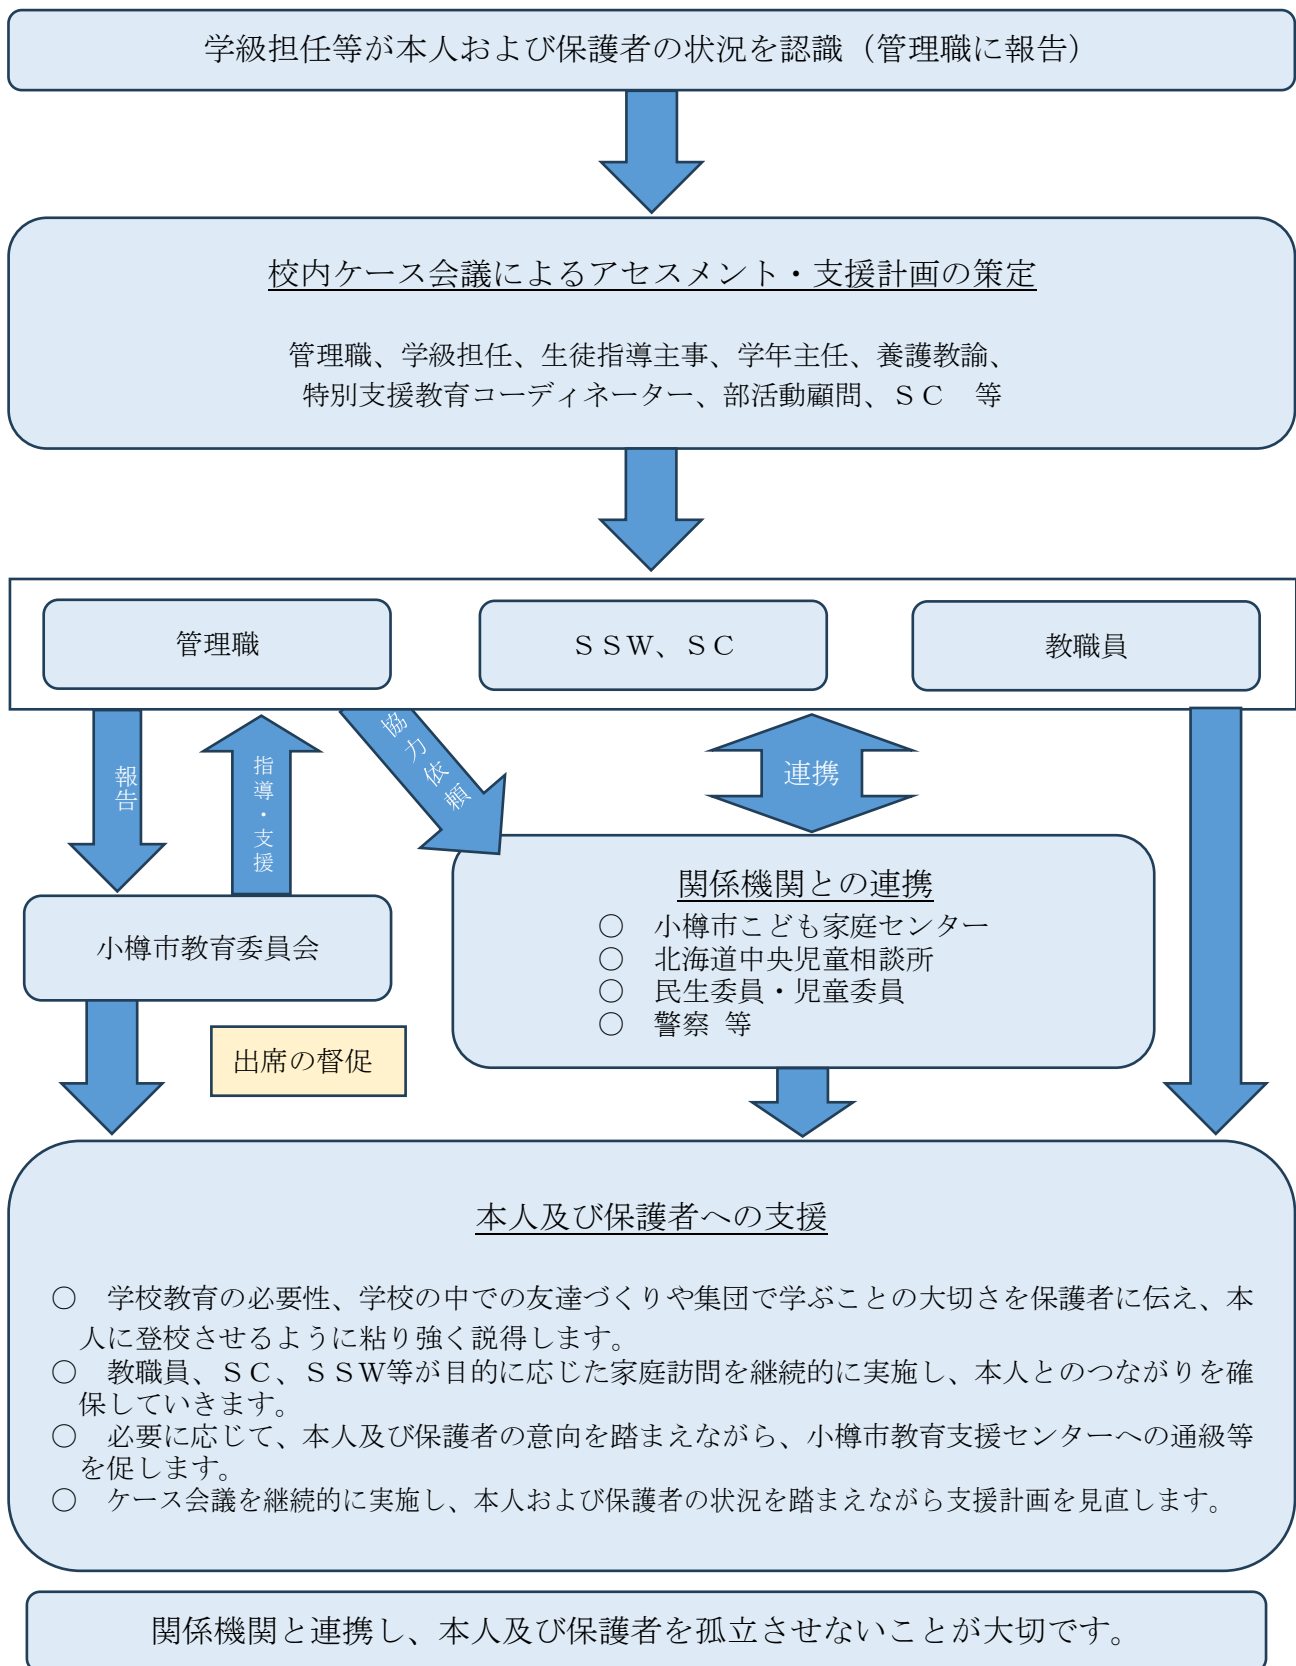 学級担任等が本人および保護者の状況を認識（管理職に報告）
校内ケース会議によるアセスメント・支援計画の策定
管理職、学級担任、生徒指導主事、学年主任、養護教諭、
特別支援教育コーディネーター、部活動顧問、ＳＣ　等
管理職
ＳＳＷ、ＳＣ
教職員
報告
指導・支援
協力依頼
連携
小樽市教育委員会
関係機関との連携
○　小樽市こども家庭センター
○　北海道中央児童相談所
○　民生委員・児童委員
○　警察 等
出席の督促
本人及び保護者への支援
○　学校教育の必要性、学校の中での友達づくりや集団で学ぶことの大切さを保護者に伝え、本
人に登校させるように粘り強く説得します。
○　教職員、ＳＣ、ＳＳＷ等が目的に応じた家庭訪問を継続的に実施し、本人とのつながりを確
保していきます。
○　必要に応じて、本人及び保護者の意向を踏まえながら、小樽市教育支援センターへの通級等
を促します。
○　ケース会議を継続的に実施し、本人および保護者の状況を踏まえながら支援計画を見直します。
関係機関と連携し、本人及び保護者を孤立させないことが大切です。